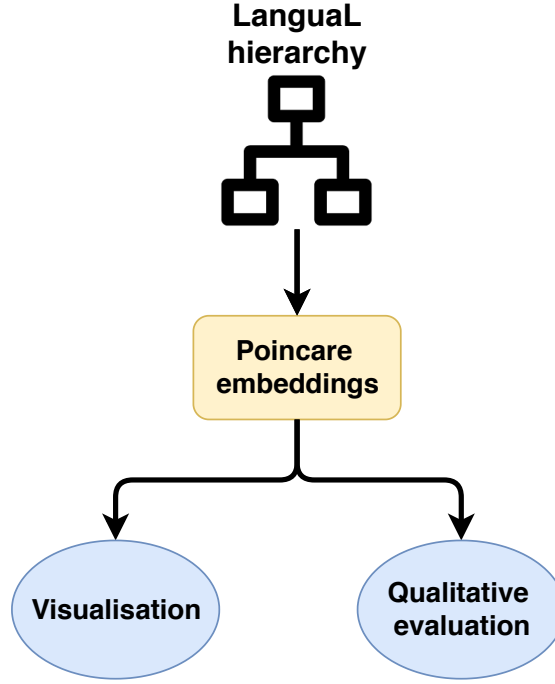 LanguaL
hierarchy
Poincare
embeddings
Visualisation
Qualitative
evaluation